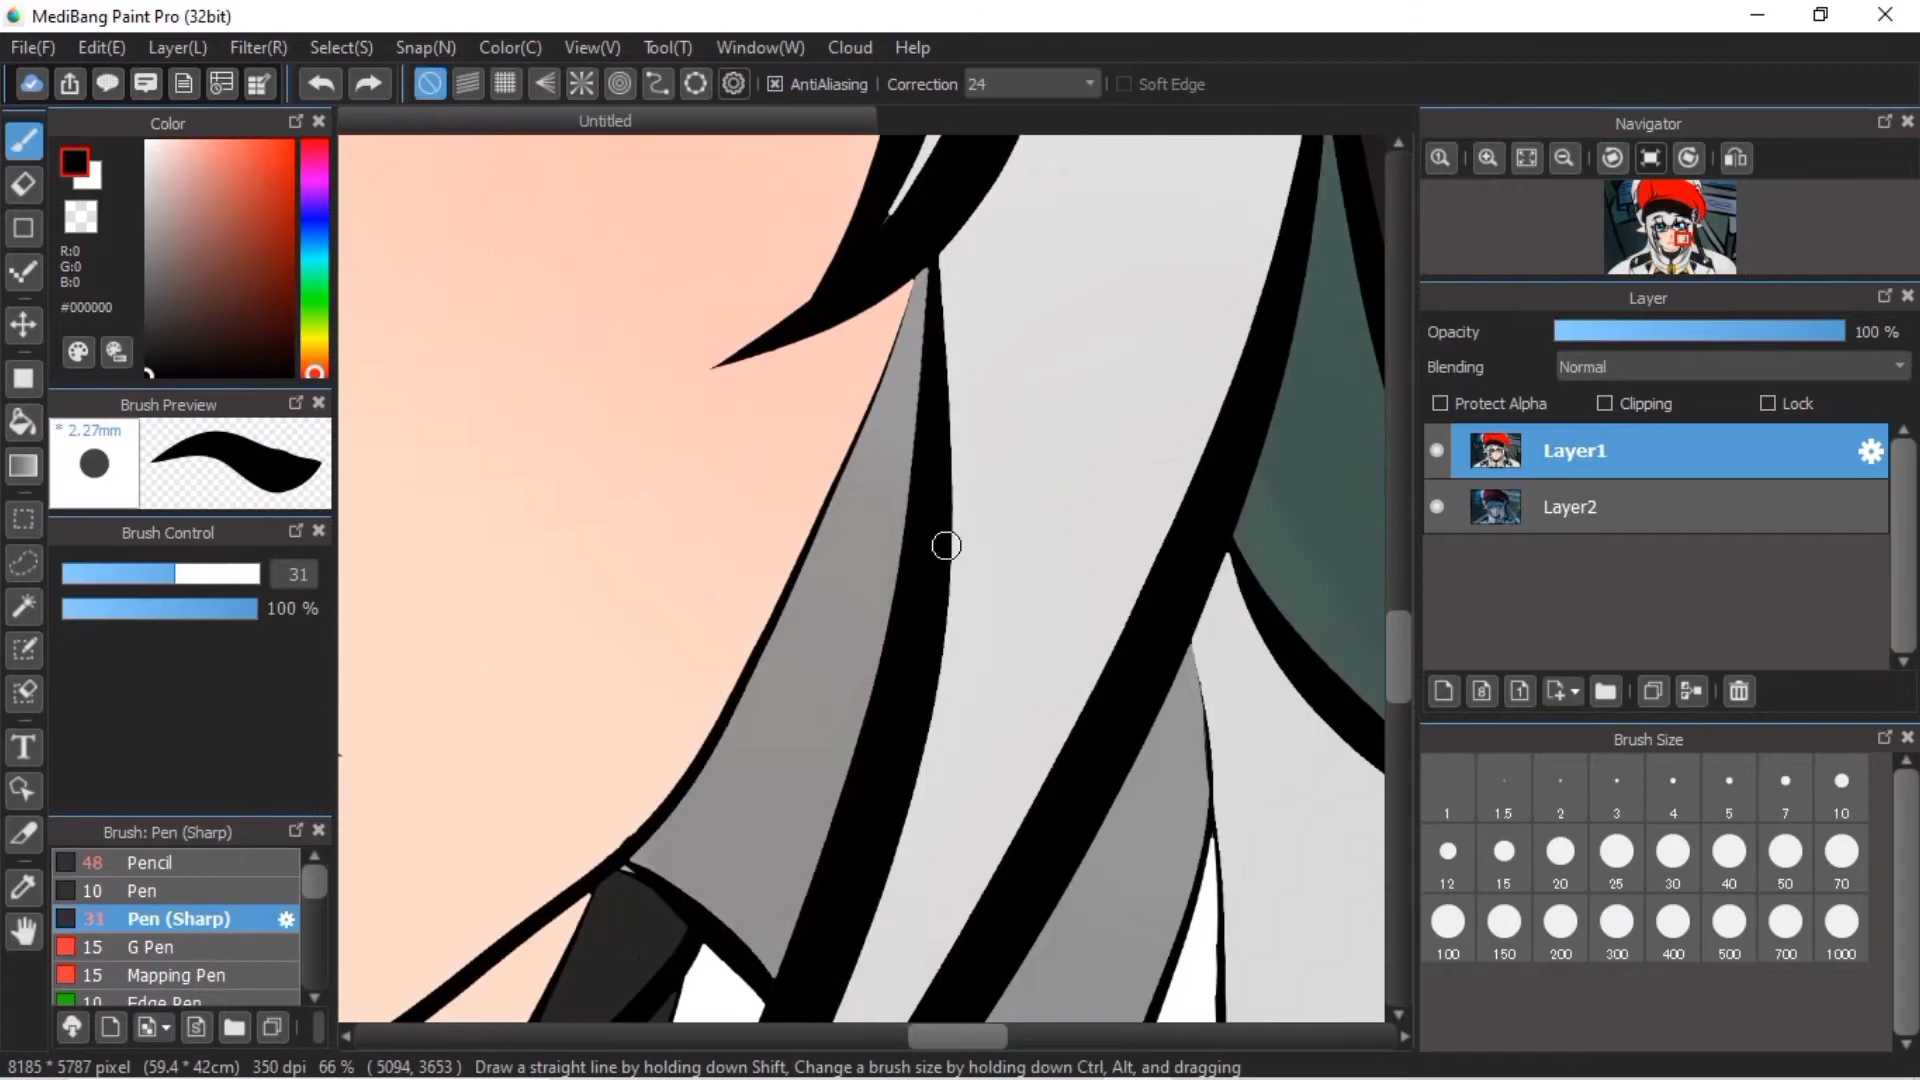 MediBang Paint Pro (32bit)
File(F) Edit(E) Layer(L) Filter(R) Select(S) Snap(N) Color(C) View(V) Tool(T) Window(W) Cloud Help
AntiAliasing Correction 24 Soft Edge
Color
R:0
G:0
B:0
#000000
Brush Preview
* 2.27mm
Brush Control
31
100 %
Brush: Pen (Sharp)
48 Pencil
10 Pen
31 Pen (Sharp)
15 G Pen
15 Mapping Pen
10 Edge Pen
Untitled
Navigator
Layer
Opacity 100 %
Blending Normal
Protect Alpha Clipping Lock
Layer1
Layer2
Brush Size
1 1.5 2 3 4 5 7 10
12 15 20 25 30 40 50 70
100 150 200 300 400 500 700 1000
8185 * 5787 pixel (59.4 * 42cm) 350 dpi 66 % ( 5094, 3653 ) Draw a straight line by holding down Shift, Change a brush size by holding down Ctrl, Alt, and dragging